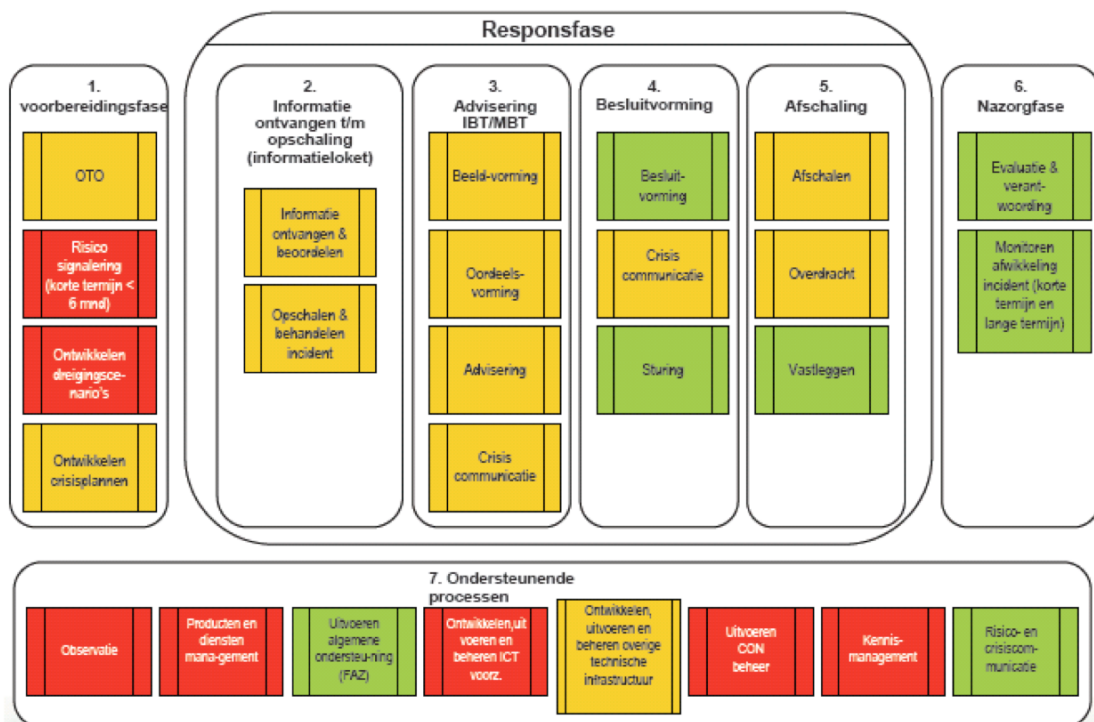 Responsfase
1.
voorbereidingsfase
OTO
Risico
signalering
(korte termijn <
6 mnd)
Ontwikkelen
dreigingsce-
nario's
Ontwikkelen
crisisplannen
2.
Informatie
ontvangen t/m
opschaling
(informatieloket)
Informatie
ontvangen &
beoordelen
Opschalen &
behandelen
incident
3.
Advisering
IBT/MBT
Beeld-vorming
Oordeels-
vorming
Advisering
Crisis
communicatie
4.
Besluitvorming
Besluit-
vorming
Crisis
communicatie
Sturing
5.
Afschaling
Afschalen
Overdracht
Vastleggen
6.
Nazorgfase
Evaluatie &
verant-
woording
Monitoren
afwikkeling
incident (korte
termijn en
lange termijn)
7. Ondersteunende
processen
Observatie
Producten en
diensten
mana-gement
Uitvoeren
algemene
ondersteu-ning
(FAZ)
Ontwikkelen,uit
voeren en
beheren ICT
voorz.
Ontwikkelen,
uitvoeren en
beheren overige
technische
infrastructuur
Uitvoeren
CON
beheer
Kennis-
management
Risico- en
crisiscom-
municatie